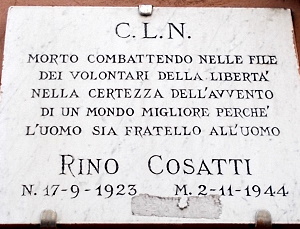 C.L.N.
MORTO COMBATTENDO NELLE FILE
DEI VOLONTARI DELLA LIBERTA'
NELLA CERTEZZA DELL'AVVENTO
DI UN MONDO MIGLIORE PERCHE'
L'UOMO SIA FRATELLO ALL'UOMO
RINO COSATTI
N. 17-9-1923 M. 2-11-1944